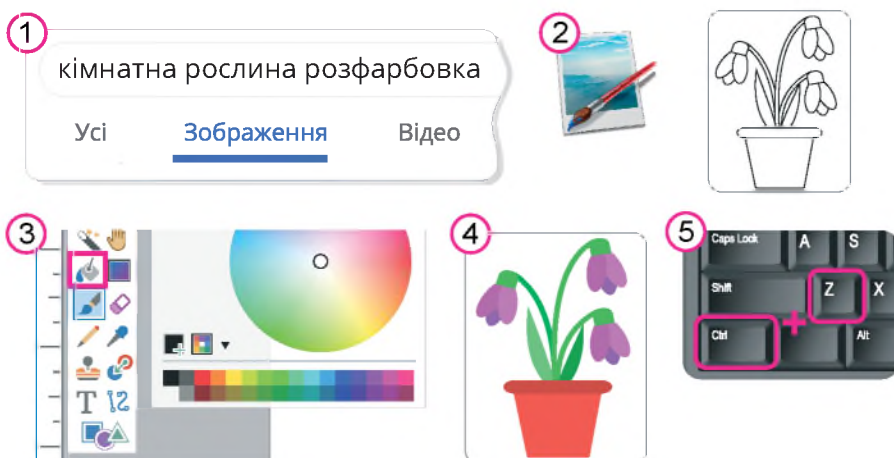 1
кімнатна рослина розфарбовка
Усі Зображення Відео
2
3
T
4
5
Caps Lock A S
Shift Z X
+
Ctrl Alt